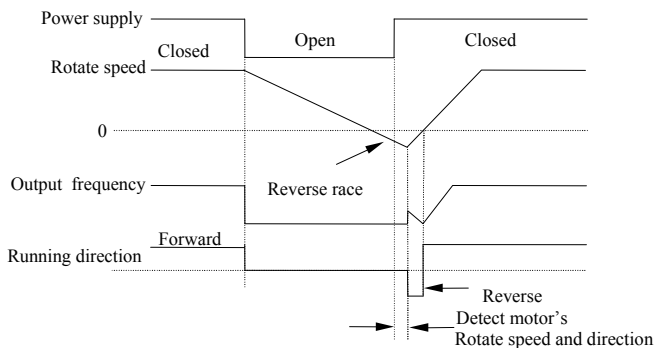 Power supply
Closed Open Closed
Rotate speed
0
Reverse race
Output frequency
Forward
Running direction
Reverse
Detect motor's
Rotate speed and direction